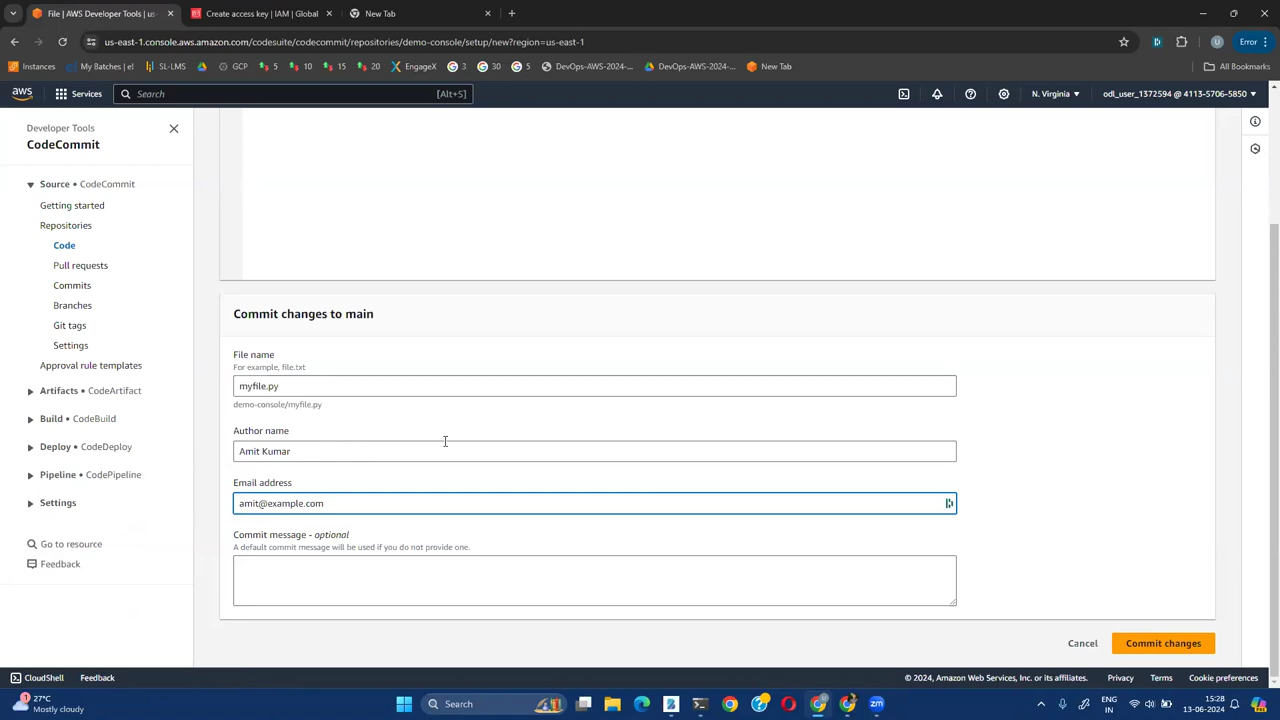 File | AWS Developer Tools | us-
Create access key | IAM | Global
New Tab
us-east-1.console.aws.amazon.com/codesuite/codecommit/repositories/demo-console/setup/new?region=us-east-1
Error
Instances
My Batches | e!
SL-LMS
GCP
5
10
15
20
EngageX
3
30
5
DevOps-AWS-2024-...
DevOps-AWS-2024-...
New Tab
All Bookmarks
aws
Services
Search
[Alt+S]
N. Virginia
odl_user_1372594 @ 4113-5706-5850
Developer Tools
CodeCommit
Source • CodeCommit
Getting started
Repositories
Code
Pull requests
Commits
Branches
Git tags
Settings
Approval rule templates
Artifacts • CodeArtifact
Build • CodeBuild
Deploy • CodeDeploy
Pipeline • CodePipeline
Settings
Go to resource
Feedback
Commit changes to main
File name
For example, file.txt
myfile.py
demo-console/myfile.py
Author name
Amit Kumar
Email address
amit@example.com
Commit message - optional
A default commit message will be used if you do not provide one.
Cancel
Commit changes
CloudShell
Feedback
© 2024, Amazon Web Services, Inc. or its affiliates.
Privacy
Terms
Cookie preferences
1
27°C
Mostly cloudy
Search
ENG
IN
15:28
13-06-2024